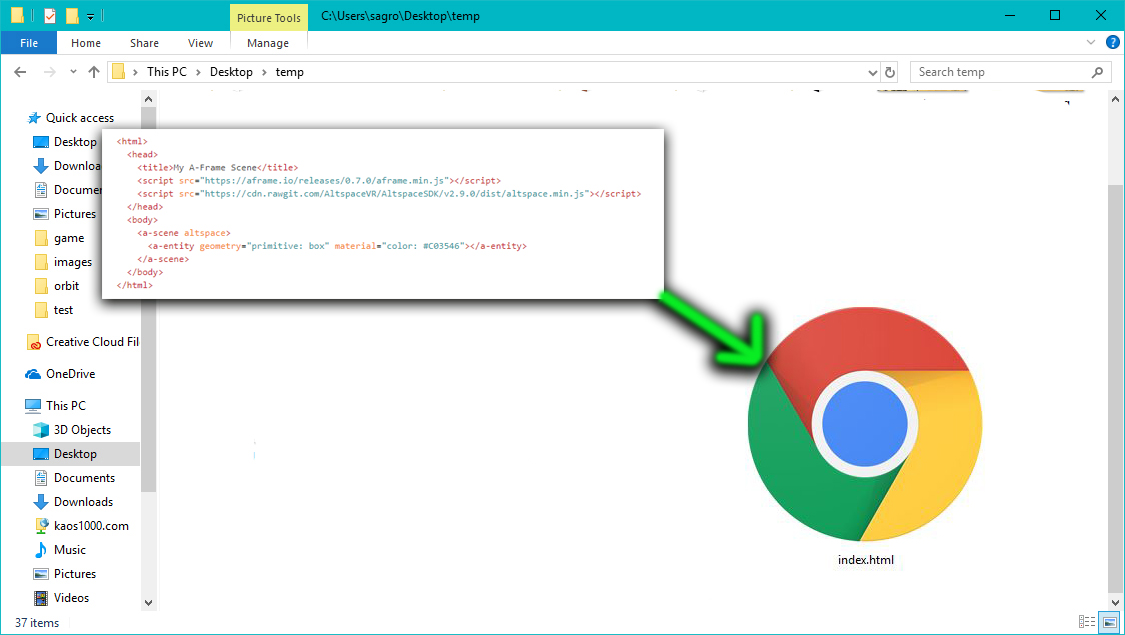 Picture Tools
C:\Users\sagro\Desktop\temp
File
Home
Share
View
Manage
This PC
Desktop
temp
Search temp
Quick access
Desktop
Downloa
Documer
Pictures
game
images
orbit
test
Creative Cloud Fil
OneDrive
This PC
3D Objects
Desktop
Documents
Downloads
kaos1000.com
Music
Pictures
Videos
<html>
<head>
<title>My A-Frame Scene</title>
<script src="https://aframe.io/releases/0.7.0/aframe.min.js"></script>
<script src="https://cdn.rawgit.com/AltspaceVR/AltspaceSDK/v2.9.0/dist/altspace.min.js"></script>
</head>
<body>
<a-scene altspace>
<a-entity geometry="primitive: box" material="color: #C03546"></a-entity>
</a-scene>
</body>
</html>
index.html
37 items